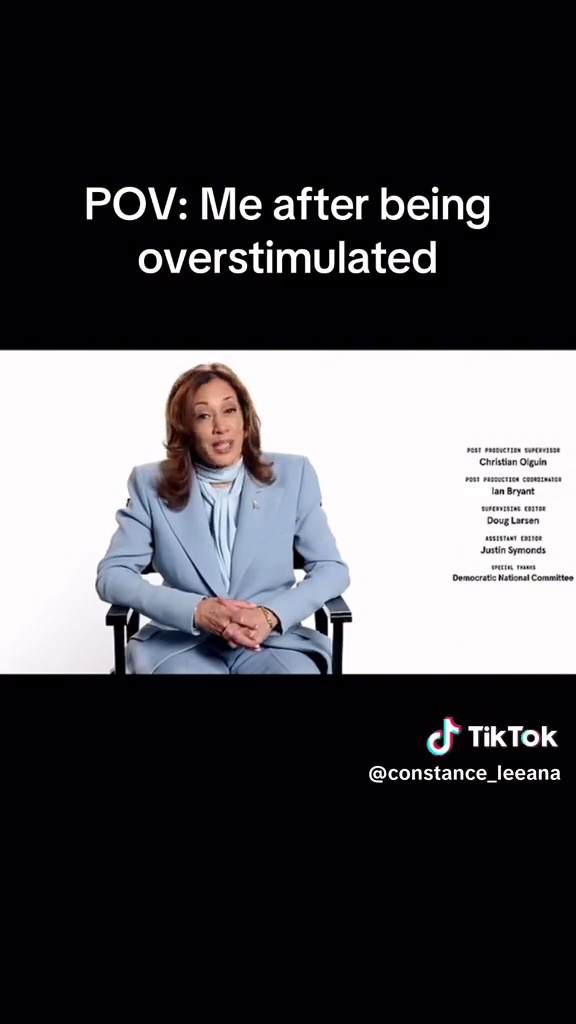 POV: Me after being
overstimulated
POST PRODUCTION SUPERVISOR
Christian Olguin
POST PRODUCTION COORDINATOR
Ian Bryant
SUPERVISING EDITOR
Doug Larsen
ASSISTANT EDITOR
Justin Symonds
SPECIAL THANKS
Democratic National Committee
TikTok
@constance_leeana